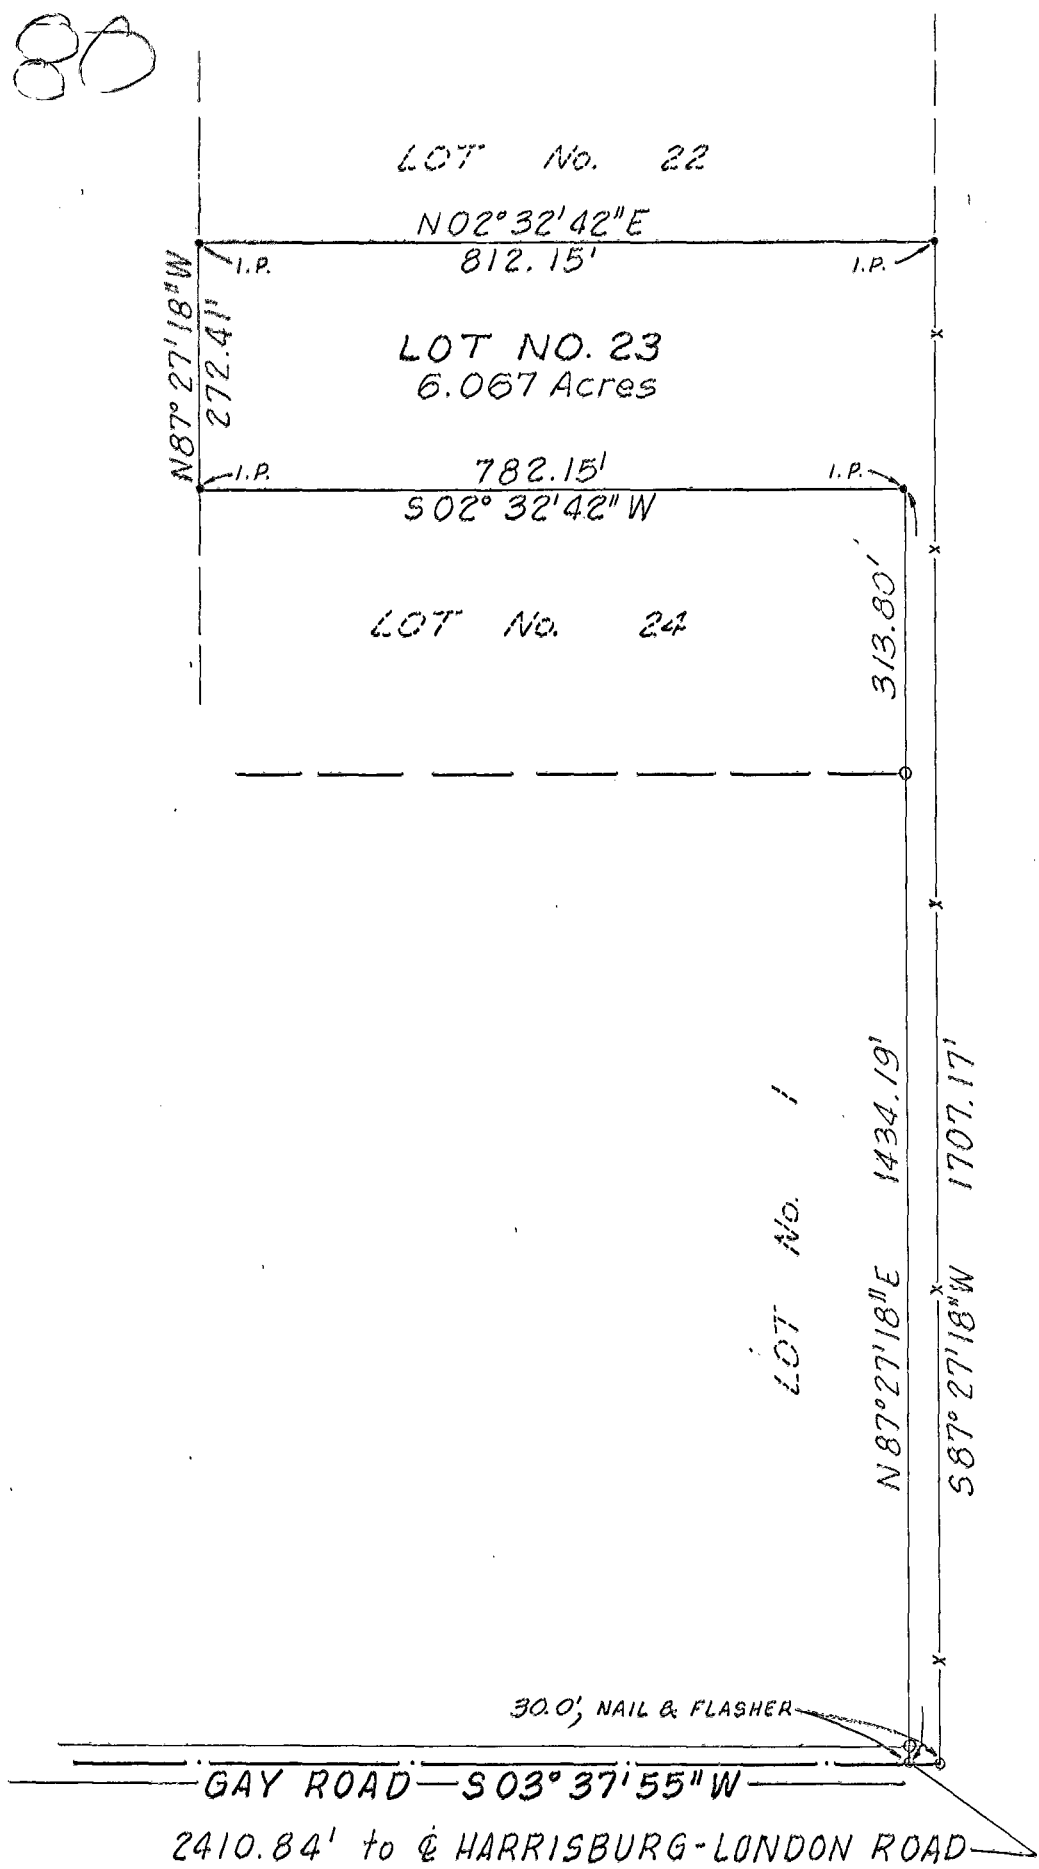 80
LOT No. 22
N02°32'42"E
812.15'
I.P.
I.P.
N87°27'18"W
272.41'
LOT NO. 23
6.067 Acres
I.P.
782.15'
I.P.
S02°32'42"W
313.80'
LOT No. 24
LOT No. 1
N87°27'18"E 1434.19'
S87°27'18"W 1707.17'
30.0', NAIL & FLASHER
GAY ROAD S03°37'55"W
2410.84' to ℄ HARRISBURG-LONDON ROAD